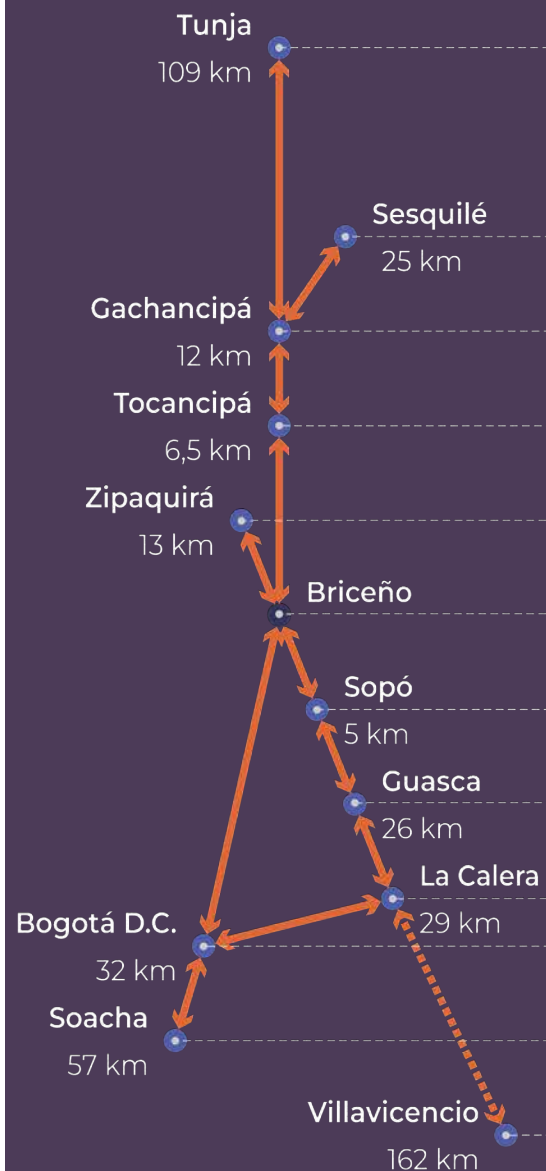 Tunja
109 km
Sesquilé
25 km
Gachancipá
12 km
Tocancipá
6,5 km
Zipaquirá
13 km
Briceño
Sopó
5 km
Guasca
26 km
La Calera
29 km
Bogotá D.C.
32 km
Soacha
57 km
Villavicencio
162 km